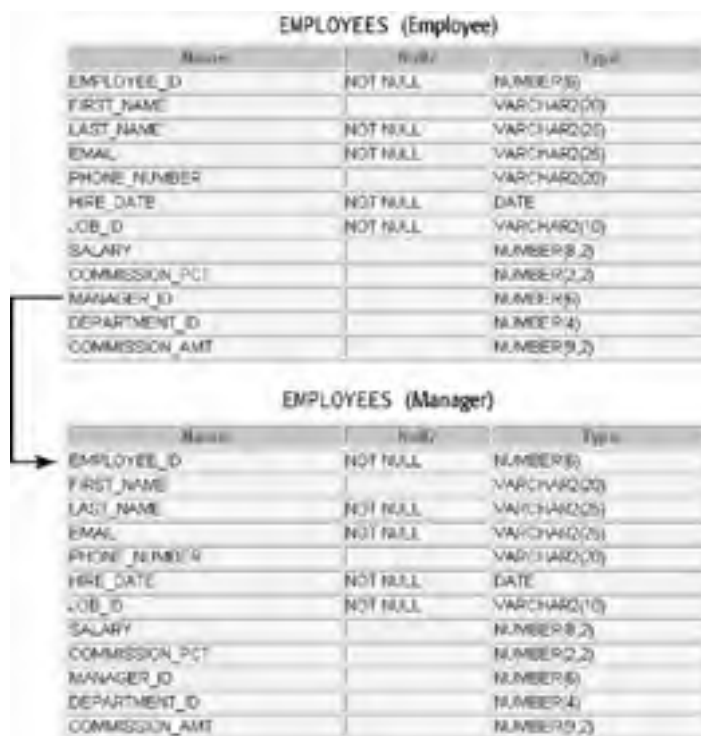 EMPLOYEES (Employee)
Name Null? Type
EMPLOYEE_ID NOT NULL NUMBER(6)
FIRST_NAME VARCHAR2(20)
LAST_NAME NOT NULL VARCHAR2(25)
EMAIL NOT NULL VARCHAR2(25)
PHONE_NUMBER VARCHAR2(20)
HIRE_DATE NOT NULL DATE
JOB_ID NOT NULL VARCHAR2(10)
SALARY NUMBER(8,2)
COMMISSION_PCT NUMBER(2,2)
MANAGER_ID NUMBER(6)
DEPARTMENT_ID NUMBER(4)
COMMISSION_AMT NUMBER(9,2)
EMPLOYEES (Manager)
Name Null? Type
EMPLOYEE_ID NOT NULL NUMBER(6)
FIRST_NAME VARCHAR2(20)
LAST_NAME NOT NULL VARCHAR2(25)
EMAIL NOT NULL VARCHAR2(25)
PHONE_NUMBER VARCHAR2(20)
HIRE_DATE NOT NULL DATE
JOB_ID NOT NULL VARCHAR2(10)
SALARY NUMBER(8,2)
COMMISSION_PCT NUMBER(2,2)
MANAGER_ID NUMBER(6)
DEPARTMENT_ID NUMBER(4)
COMMISSION_AMT NUMBER(9,2)